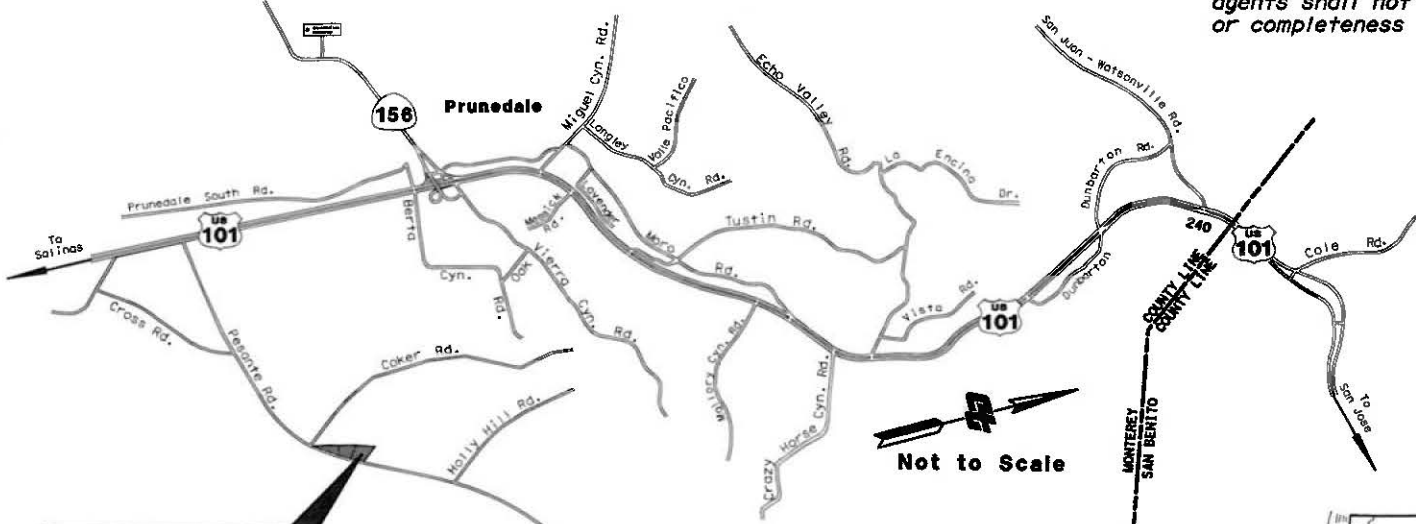 agents shall not
or completeness
156
Prunedale
Miguel Cyn. Rd.
Langley
Cyn. Rd.
Valle Pacifico
Echo Valley
Rd.
La Encina Dr.
San Juan - Watsonville Rd.
Dunbarton Rd.
240
US
101
Cole Rd.
Prunedale South Rd.
US
101
To
Salinas
Berta
Cyn.
Rd.
Oak
Vierra Cyn. Rd.
Messick
Rd.
Lavender
Moro
Rd.
Tustin Rd.
Vista Rd.
US
101
Dunbarton
COUNTY LINE
COUNTY LINE
Cross Rd.
Pesante Rd.
Coker Rd.
Holly Hill Rd.
Mallory Cyn. Rd.
Crazy Horse Cyn. Rd.
Not to Scale
MONTEREY
SAN BENITO
To
San Jose